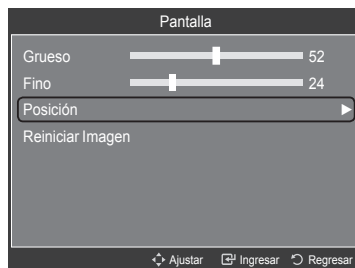 Pantalla
Grueso 52
Fino 24
Posición
Reiniciar Imagen
Ajustar Ingresar Regresar